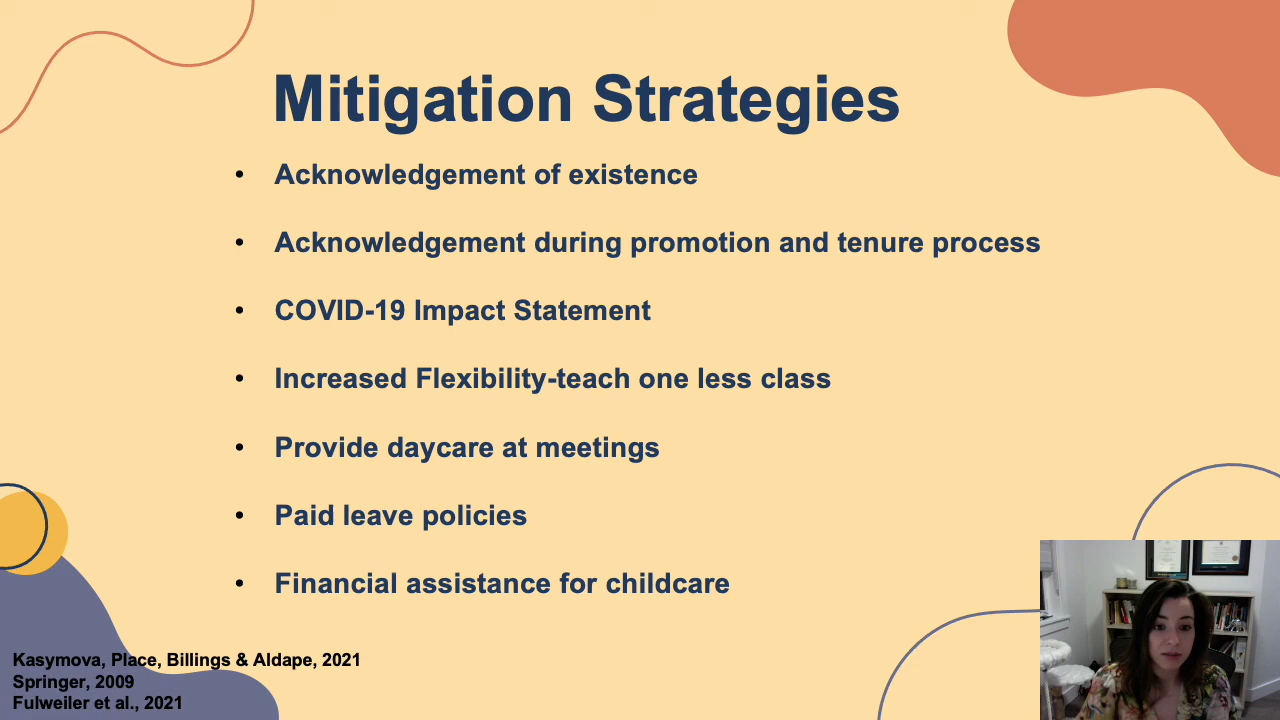 Mitigation Strategies
• Acknowledgement of existence
• Acknowledgement during promotion and tenure process
• COVID-19 Impact Statement
• Increased Flexibility-teach one less class
• Provide daycare at meetings
• Paid leave policies
• Financial assistance for childcare
Kasymova, Place, Billings & Aldape, 2021
Springer, 2009
Fulweiler et al., 2021